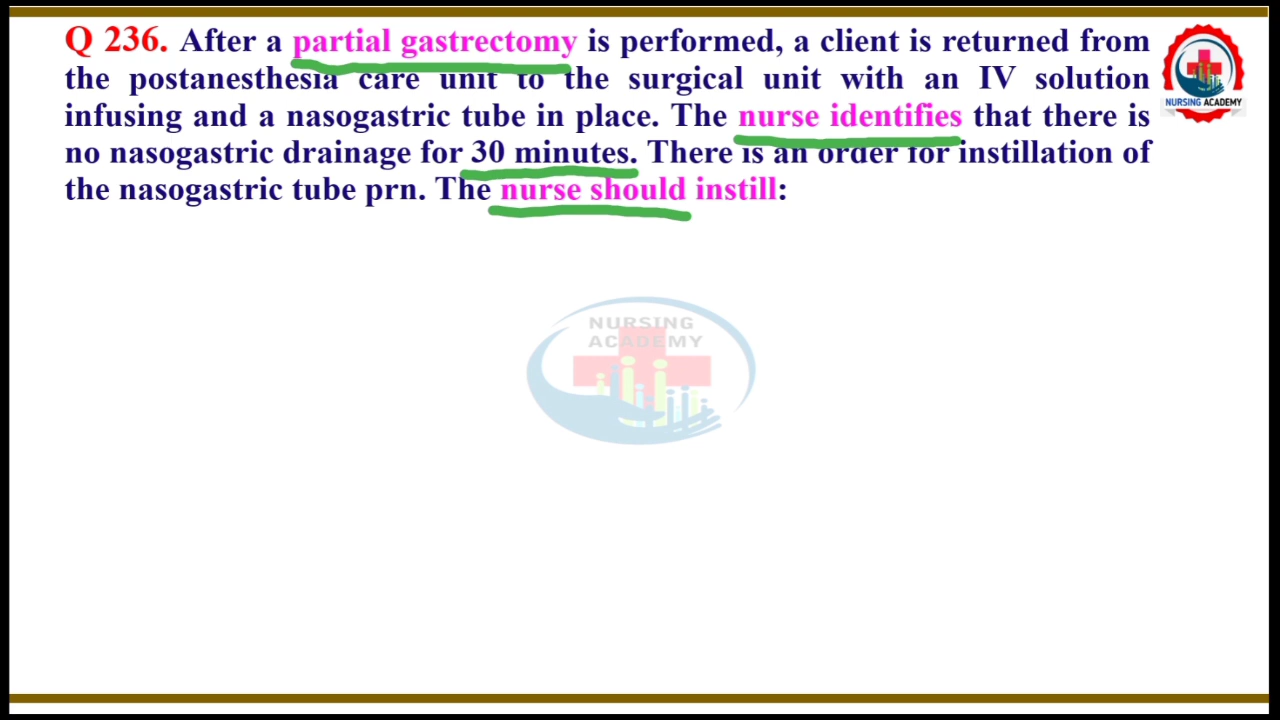 Q 236. After a partial gastrectomy is performed, a client is returned from
the postanesthesia care unit to the surgical unit with an IV solution
infusing and a nasogastric tube in place. The nurse identifies that there is
no nasogastric drainage for 30 minutes. There is an order for instillation of
the nasogastric tube prn. The nurse should instill:
NURSING ACADEMY
NURSING
ACADEMY